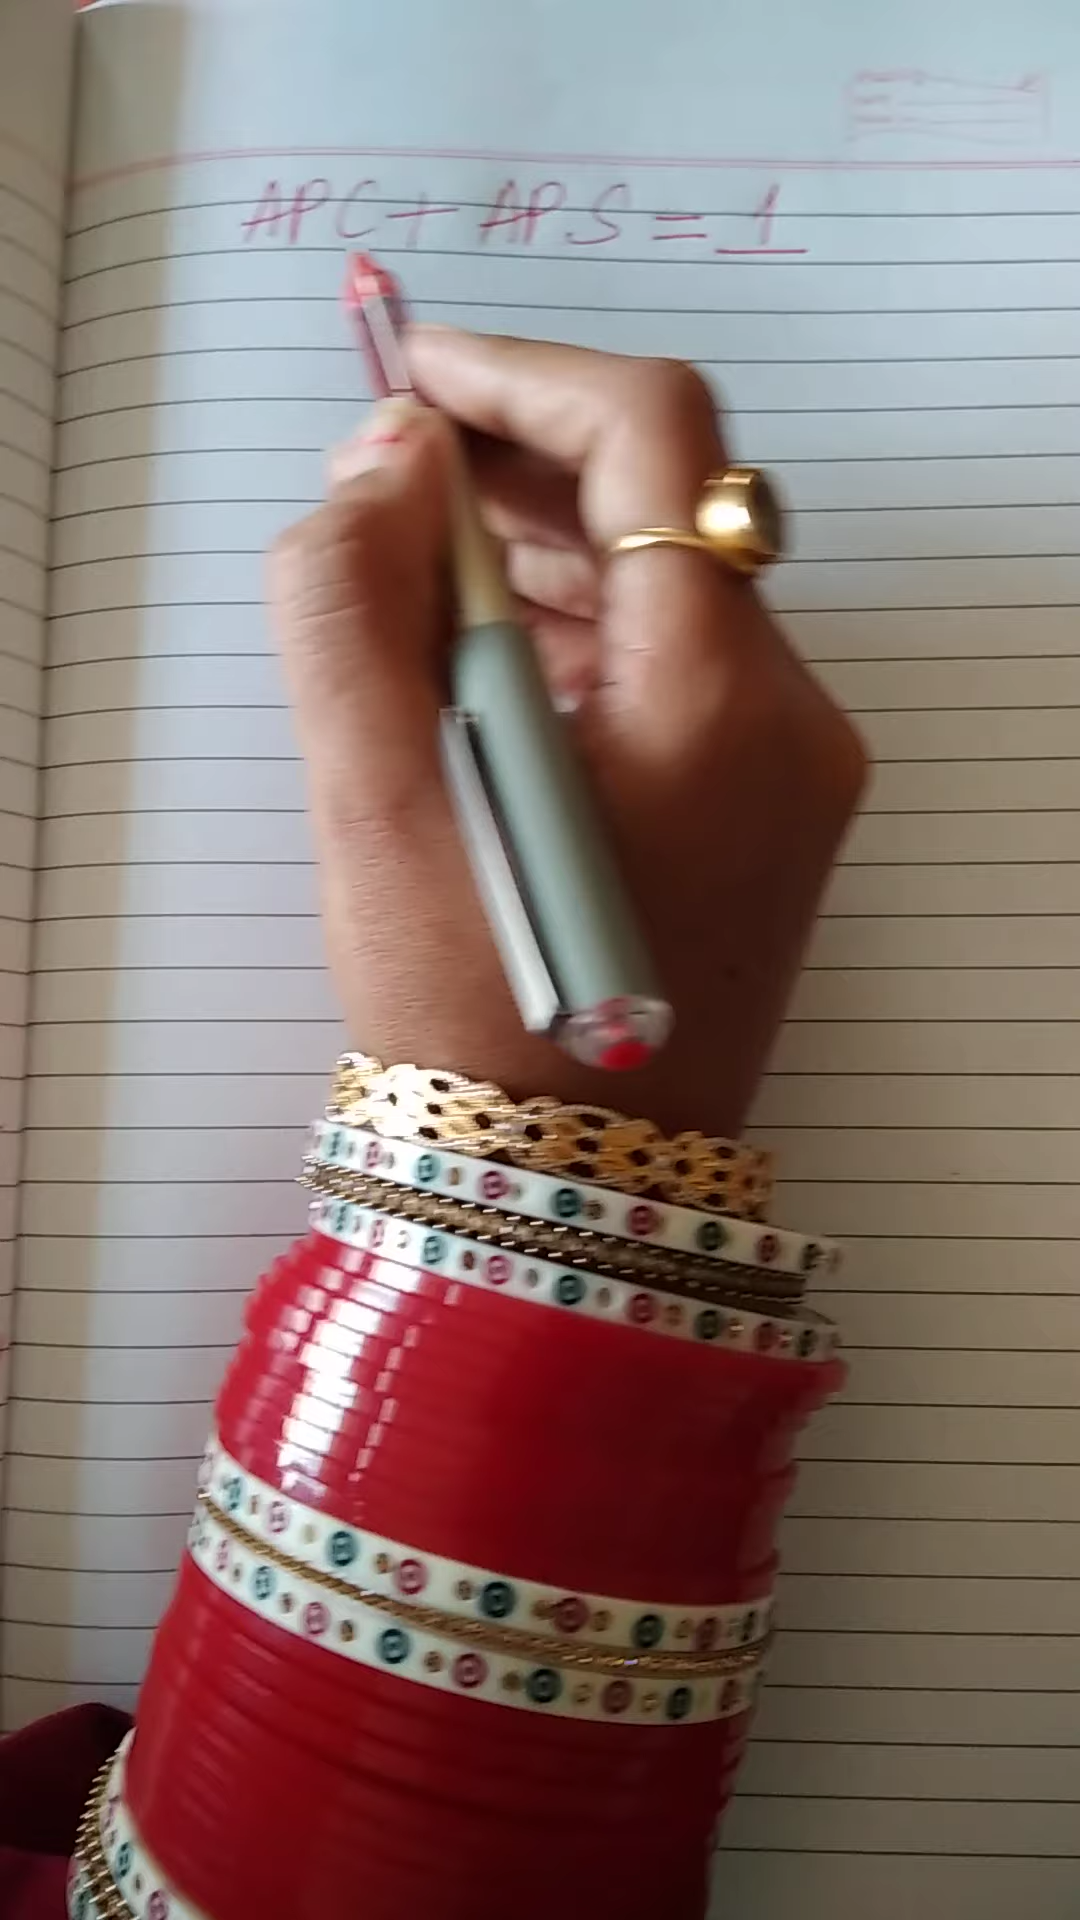 APC + APS = 1